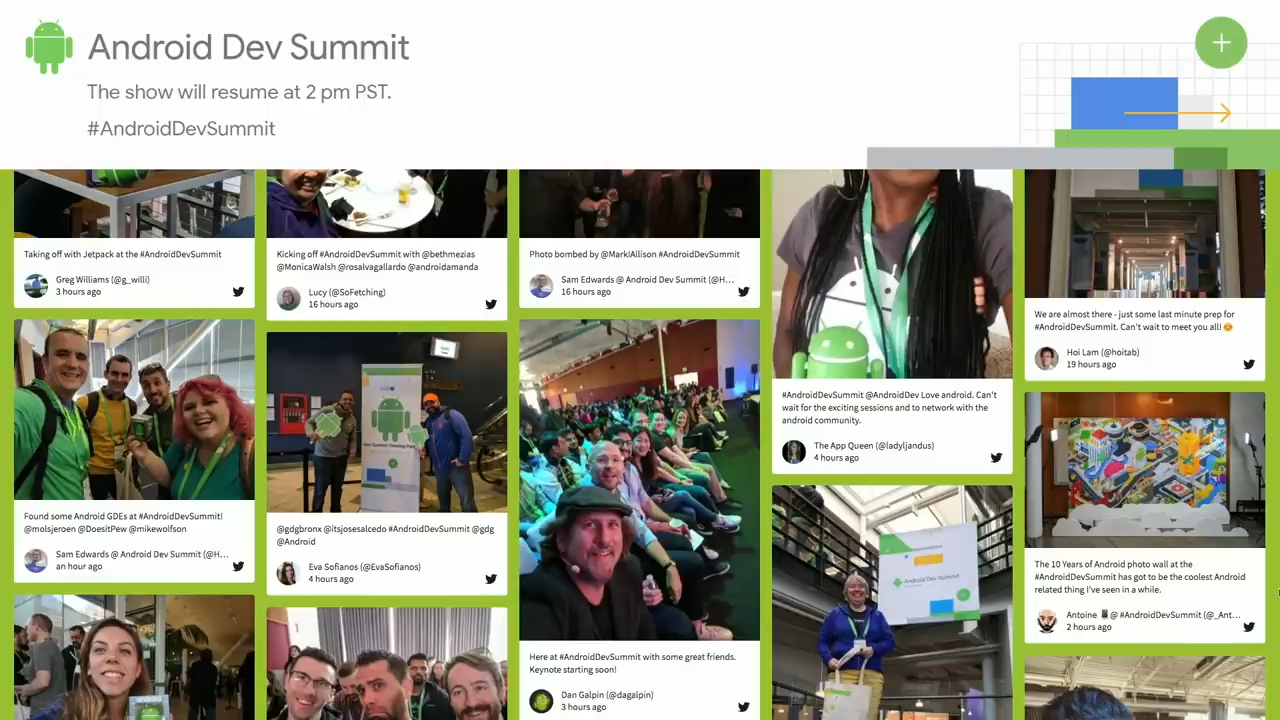 Android Dev Summit
The show will resume at 2 pm PST.
#AndroidDevSummit
Taking off with Jetpack at the #AndroidDevSummit
Greg Williams (@g_willi)
3 hours ago
Found some Android GDEs at #AndroidDevSummit!
@molsjeroen @DoesitPew @mikewolfson
Sam Edwards @ Android Dev Summit (@H...
an hour ago
android
Kicking off #AndroidDevSummit with @bethmezias
@MonicaWalsh @rosalvagallardo @androidamanda
Lucy (@SoFetching)
16 hours ago
Dev Summit Viewing Party
@gdgbronx @itsjosesalcedo #AndroidDevSummit @gdg
@Android
Eva Sofianos (@EvaSofianos)
4 hours ago
Photo bombed by @MarkIAllison #AndroidDevSummit
Sam Edwards @ Android Dev Summit (@H...
16 hours ago
Here at #AndroidDevSummit with some great friends.
Keynote starting soon!
Dan Galpin (@dagalpin)
3 hours ago
#AndroidDevSummit @AndroidDev Love android. Can't
wait for the exciting sessions and to network with the
android community.
The App Queen (@ladyljandus)
4 hours ago
Android Dev Summit
We are almost there - just some last minute prep for
#AndroidDevSummit. Can't wait to meet you all! 😊
Hoi Lam (@hoitab)
19 hours ago
The 10 Years of Android photo wall at the
#AndroidDevSummit has got to be the coolest Android
related thing I've seen in a while.
Antoine 📱@ #AndroidDevSummit (@_Ant...
2 hours ago